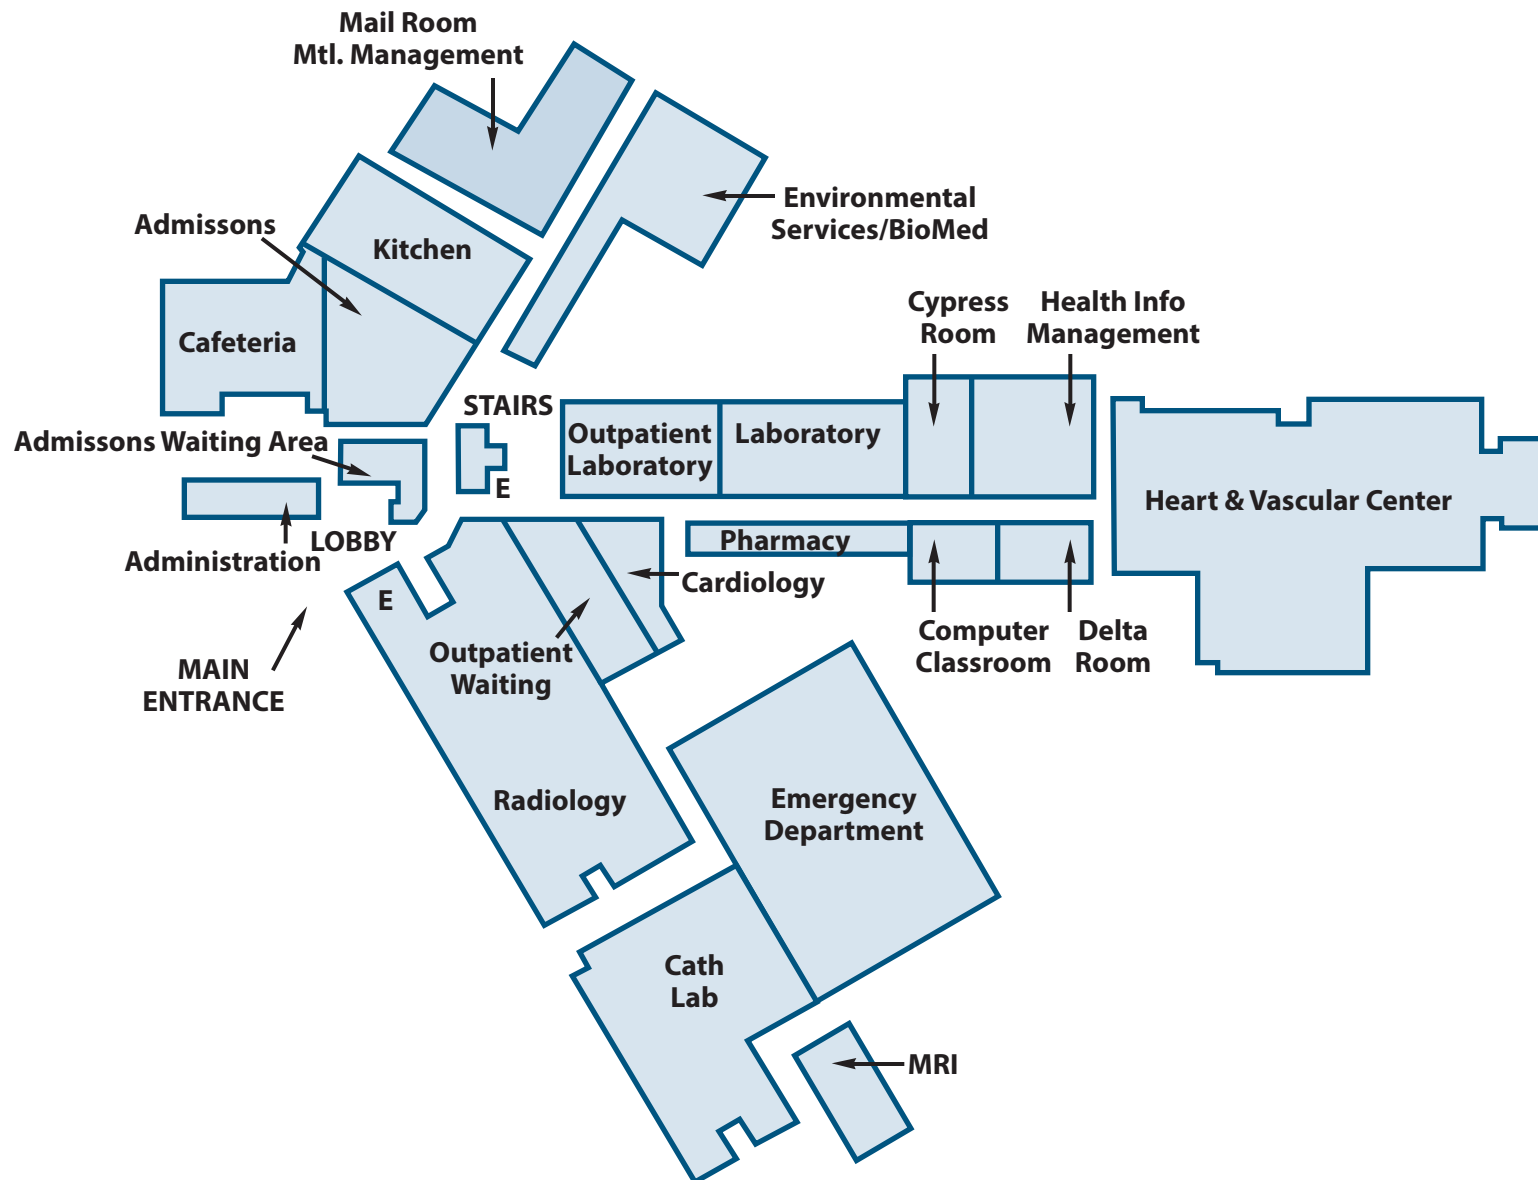 Mail Room
Mtl. Management
Admissons
Kitchen
Environmental
Services/BioMed
Cafeteria
Cypress
Room
Health Info
Management
STAIRS
Admissons Waiting Area
Outpatient
Laboratory
Laboratory
E
Heart & Vascular Center
LOBBY
Administration
Pharmacy
Cardiology
E
Computer
Classroom
Delta
Room
Outpatient
Waiting
MAIN
ENTRANCE
Radiology
Emergency
Department
Cath
Lab
MRI